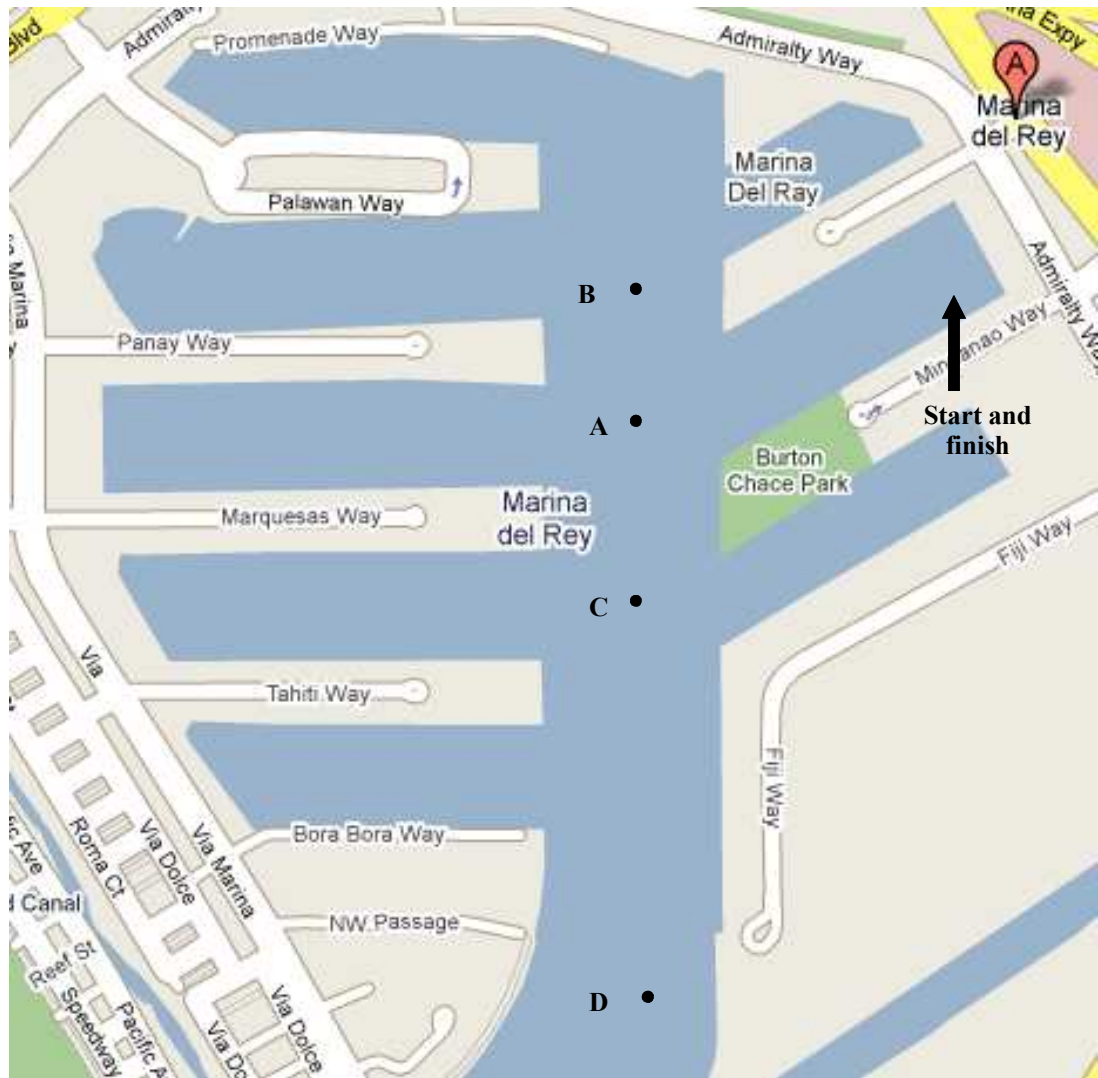 Blvd
Admiralty
Promenade Way
Admiralty Way
na Expy
A
Marina
del Rey
Marina
Del Ray
Palawan Way
B
Marina
Panay Way
Admiralty Way
Mindanao Way
Start and
finish
A
Burton
Chace Park
Marquesas Way
Marina
del Rey
Fiji Way
C
Via
Tahiti Way
Fiji Way
Bora Bora Way
Via Marina
Via Dolce
Roma Ct
Ave
Canal
NW Passage
Reef St
Speedway
Pacific A
Via Do
Via Dolce
D